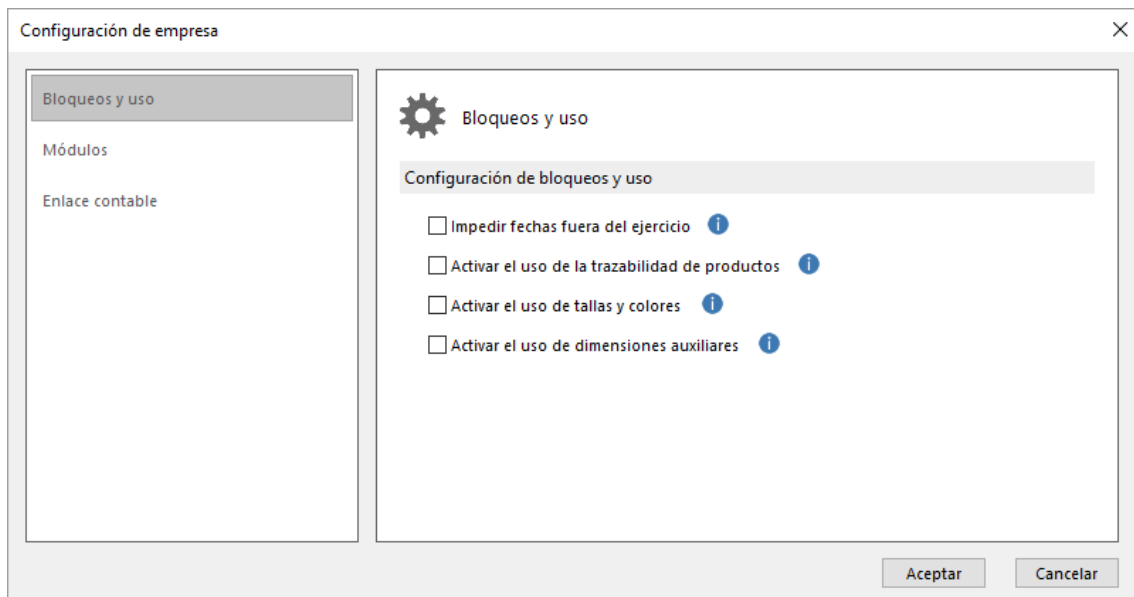 Configuración de empresa
Bloqueos y uso
Módulos
Enlace contable
Bloqueos y uso
Configuración de bloqueos y uso
Impedir fechas fuera del ejercicio
Activar el uso de la trazabilidad de productos
Activar el uso de tallas y colores
Activar el uso de dimensiones auxiliares
Aceptar Cancelar